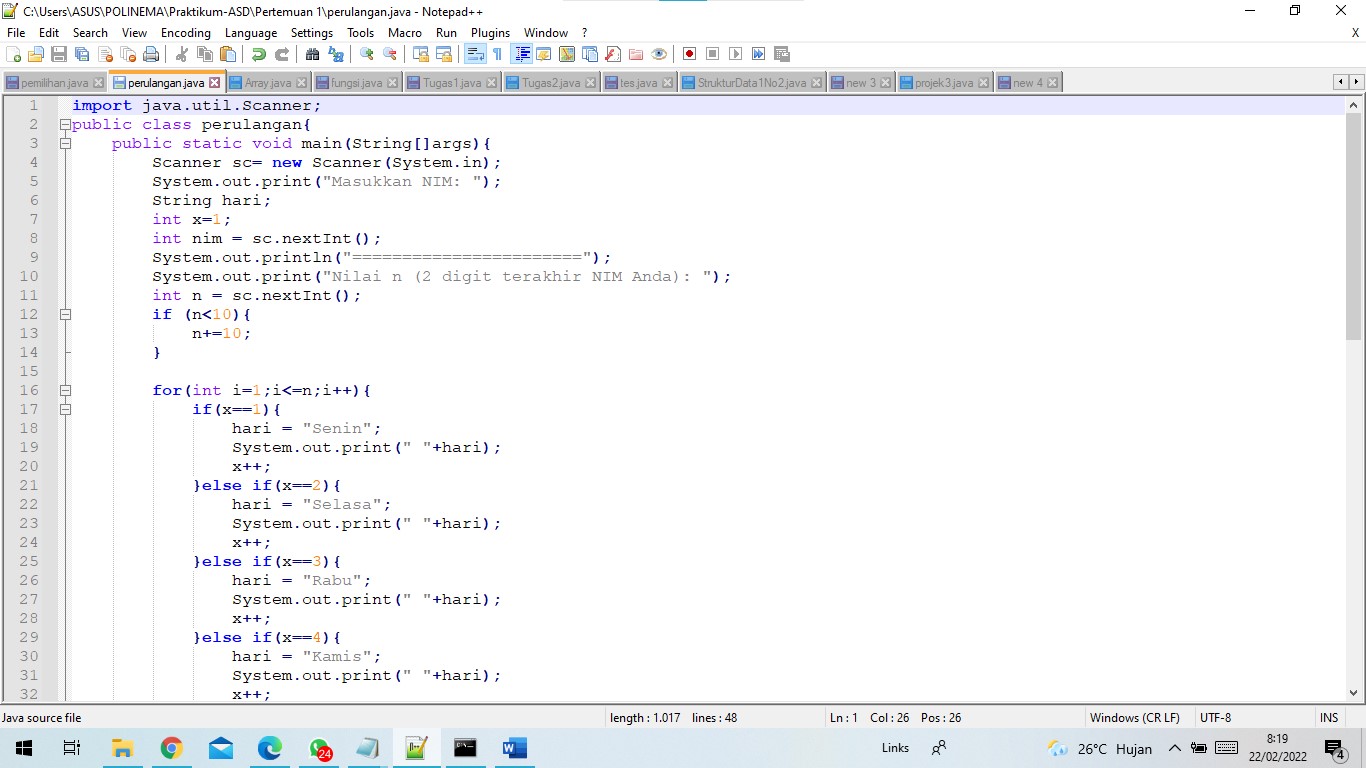 C:\Users\ASUS\POLINEMA\Praktikum-ASD\Pertemuan 1\perulangan.java - Notepad++
File Edit Search View Encoding Language Settings Tools Macro Run Plugins Window ? X
pemilihan.java perulangan.java Array.java fungsi.java Tugas1.java Tugas2.java tes.java StrukturData1No2.java new 3 projek3.java new 4
1 import java.util.Scanner;
2 public class perulangan{
3 public static void main(String[]args){
4 Scanner sc= new Scanner(System.in);
5 System.out.print("Masukkan NIM: ");
6 String hari;
7 int x=1;
8 int nim = sc.nextInt();
9 System.out.println("=======================");
10 System.out.print("Nilai n (2 digit terakhir NIM Anda): ");
11 int n = sc.nextInt();
12 if (n<10){
13 n+=10;
14 }
15
16 for(int i=1;i<=n;i++){
17 if(x==1){
18 hari = "Senin";
19 System.out.print(" "+hari);
20 x++;
21 }else if(x==2){
22 hari = "Selasa";
23 System.out.print(" "+hari);
24 x++;
25 }else if(x==3){
26 hari = "Rabu";
27 System.out.print(" "+hari);
28 x++;
29 }else if(x==4){
30 hari = "Kamis";
31 System.out.print(" "+hari);
32 x++;
Java source file length : 1.017 lines : 48 Ln : 1 Col : 26 Pos : 26 Windows (CR LF) UTF-8 INS
24 Links 26°C Hujan 8:19
22/02/2022 4